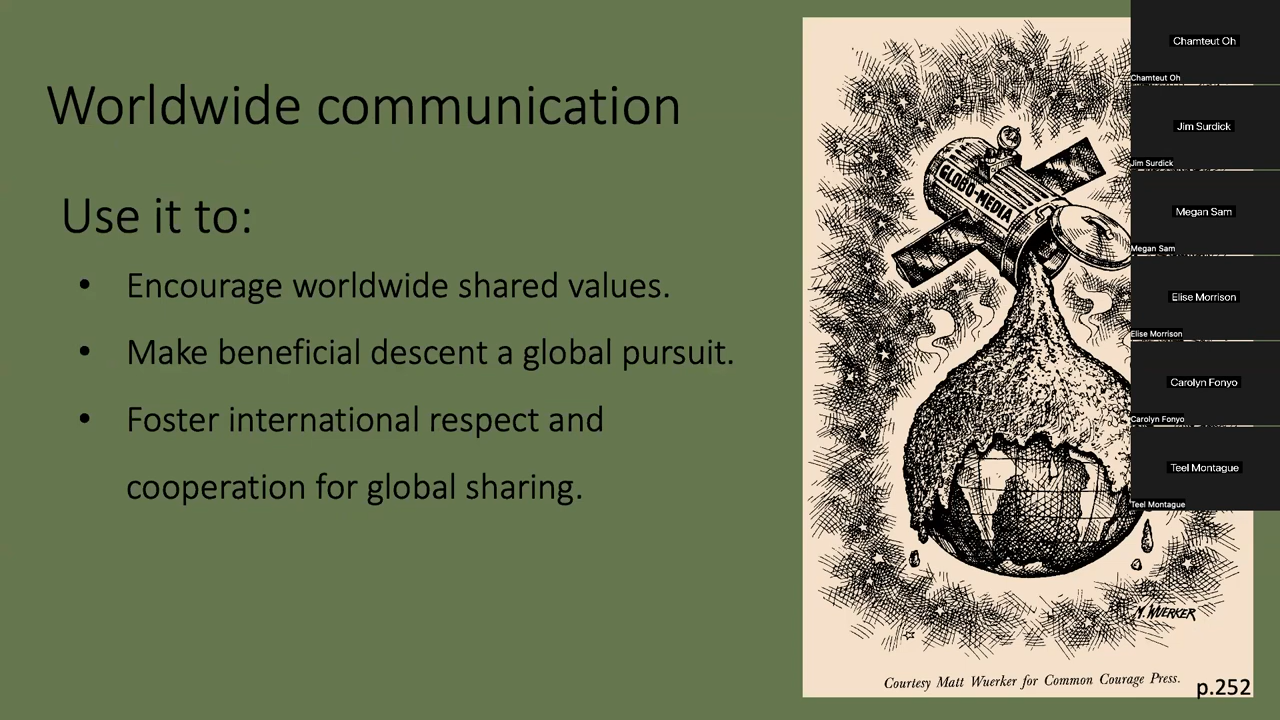 Worldwide communication
Use it to:
• Encourage worldwide shared values.
• Make beneficial descent a global pursuit.
• Foster international respect and
cooperation for global sharing.
GLOBO-MEDIA
M. WUERKER
Courtesy Matt Wuerker for Common Courage Press.
p.252
Chamteut Oh
Chamteut Oh
Jim Surdick
Jim Surdick
Megan Sam
Megan Sam
Elise Morrison
Elise Morrison
Carolyn Fonyo
Carolyn Fonyo
Teel Montague
Teel Montague